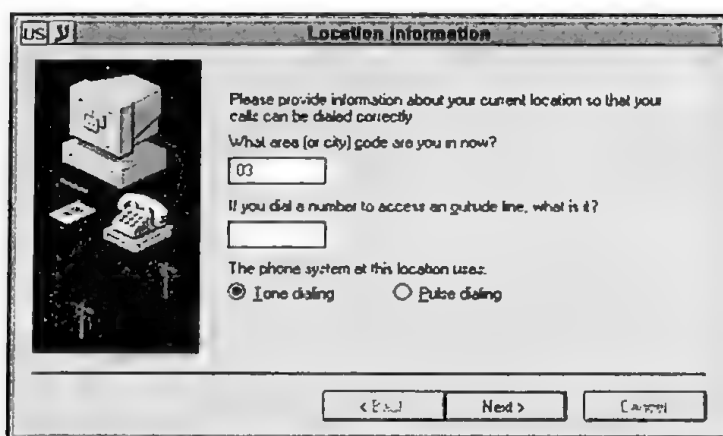 US ע
Location Information
Please provide information about your current location so that your
calls can be dialed correctly
What area (or city) code are you in now?
03
If you dial a number to access an outside line, what is it?
The phone system at this location uses:
Tone dialing Pulse dialing
< Back Next > Cancel